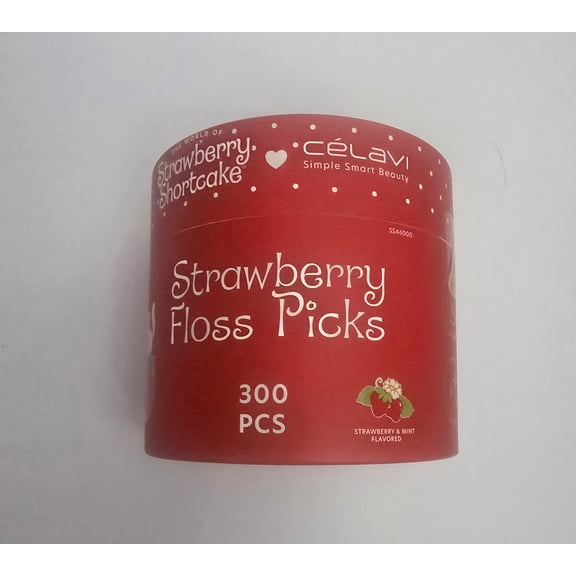 THE WORLD OF
Strawberry
Shortcake
CéLAVI
Simple Smart Beauty
SS46000
Strawberry
Floss Picks
300
PCS
STRAWBERRY & MINT
FLAVORED